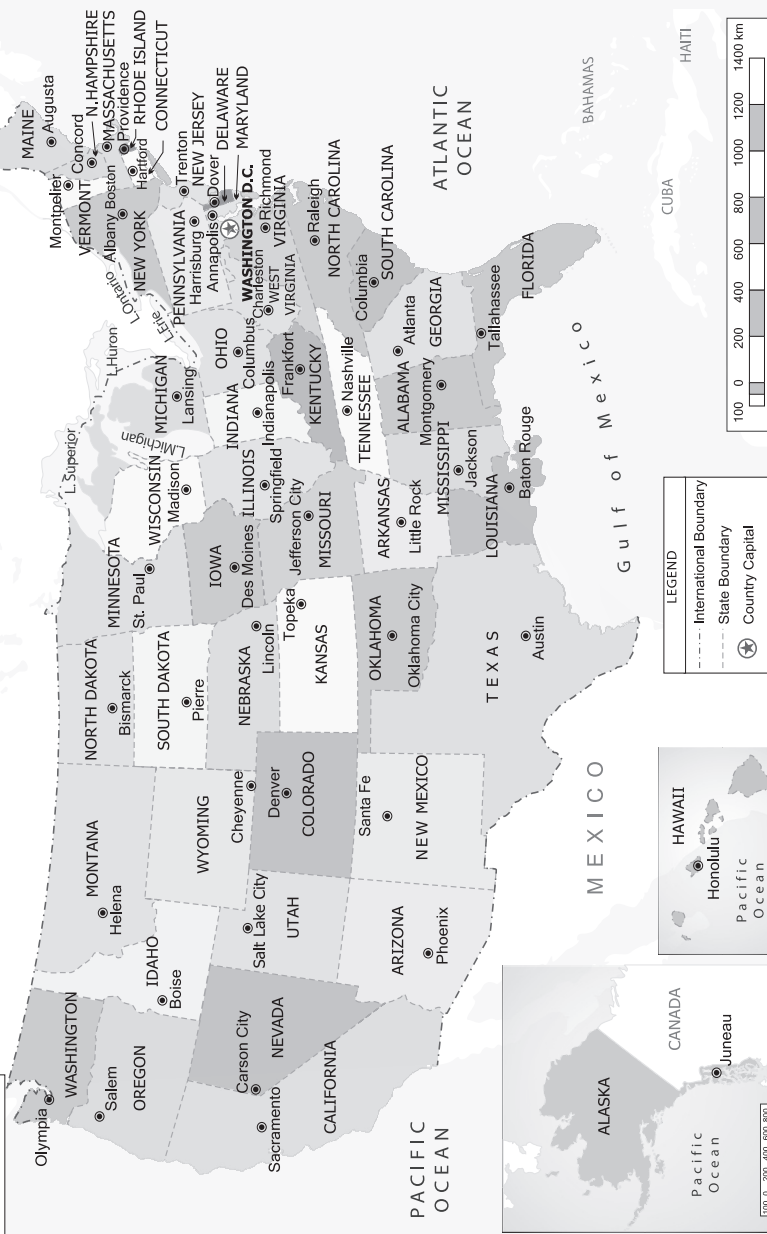 WASHINGTON
Olympia
Salem
OREGON
Sacramento
CALIFORNIA
Carson City
NEVADA
IDAHO
Boise
MONTANA
Helena
WYOMING
Cheyenne
Salt Lake City
UTAH
Denver
COLORADO
ARIZONA
Phoenix
Santa Fe
NEW MEXICO
NORTH DAKOTA
Bismarck
SOUTH DAKOTA
Pierre
NEBRASKA
Lincoln
Topeka
KANSAS
OKLAHOMA
Oklahoma City
TEXAS
Austin
MINNESOTA
St. Paul
IOWA
Des Moines
Jefferson City
MISSOURI
ARKANSAS
Little Rock
LOUISIANA
Baton Rouge
WISCONSIN
Madison
ILLINOIS
Springfield
MISSISSIPPI
Jackson
L. Superior
L.Michigan
L.Huron
L.Erie
L.Ontario
MICHIGAN
Lansing
INDIANA
Indianapolis
OHIO
Columbus
Frankfort
KENTUCKY
Nashville
TENNESSEE
ALABAMA
Montgomery
Atlanta
GEORGIA
Tallahassee
FLORIDA
Columbia
SOUTH CAROLINA
Raleigh
NORTH CAROLINA
Charleston
WEST
VIRGINIA
Richmond
VIRGINIA
WASHINGTON D.C.
Annapolis
MARYLAND
Dover
DELAWARE
Harrisburg
PENNSYLVANIA
Trenton
NEW JERSEY
NEW YORK
Albany
Hartford
CONNECTICUT
Providence
RHODE ISLAND
Boston
MASSACHUSETTS
Concord
N.HAMPSHIRE
Montpelier
VERMONT
MAINE
Augusta
PACIFIC
OCEAN
ATLANTIC
OCEAN
Gulf of Mexico
MEXICO
BAHAMAS
CUBA
HAITI
ALASKA
CANADA
Juneau
Pacific
Ocean
100 0 200 400 600 800
HAWAII
Honolulu
Pacific
Ocean
LEGEND
International Boundary
State Boundary
Country Capital
100 0 200 400 600 800 1000 1200 1400 km